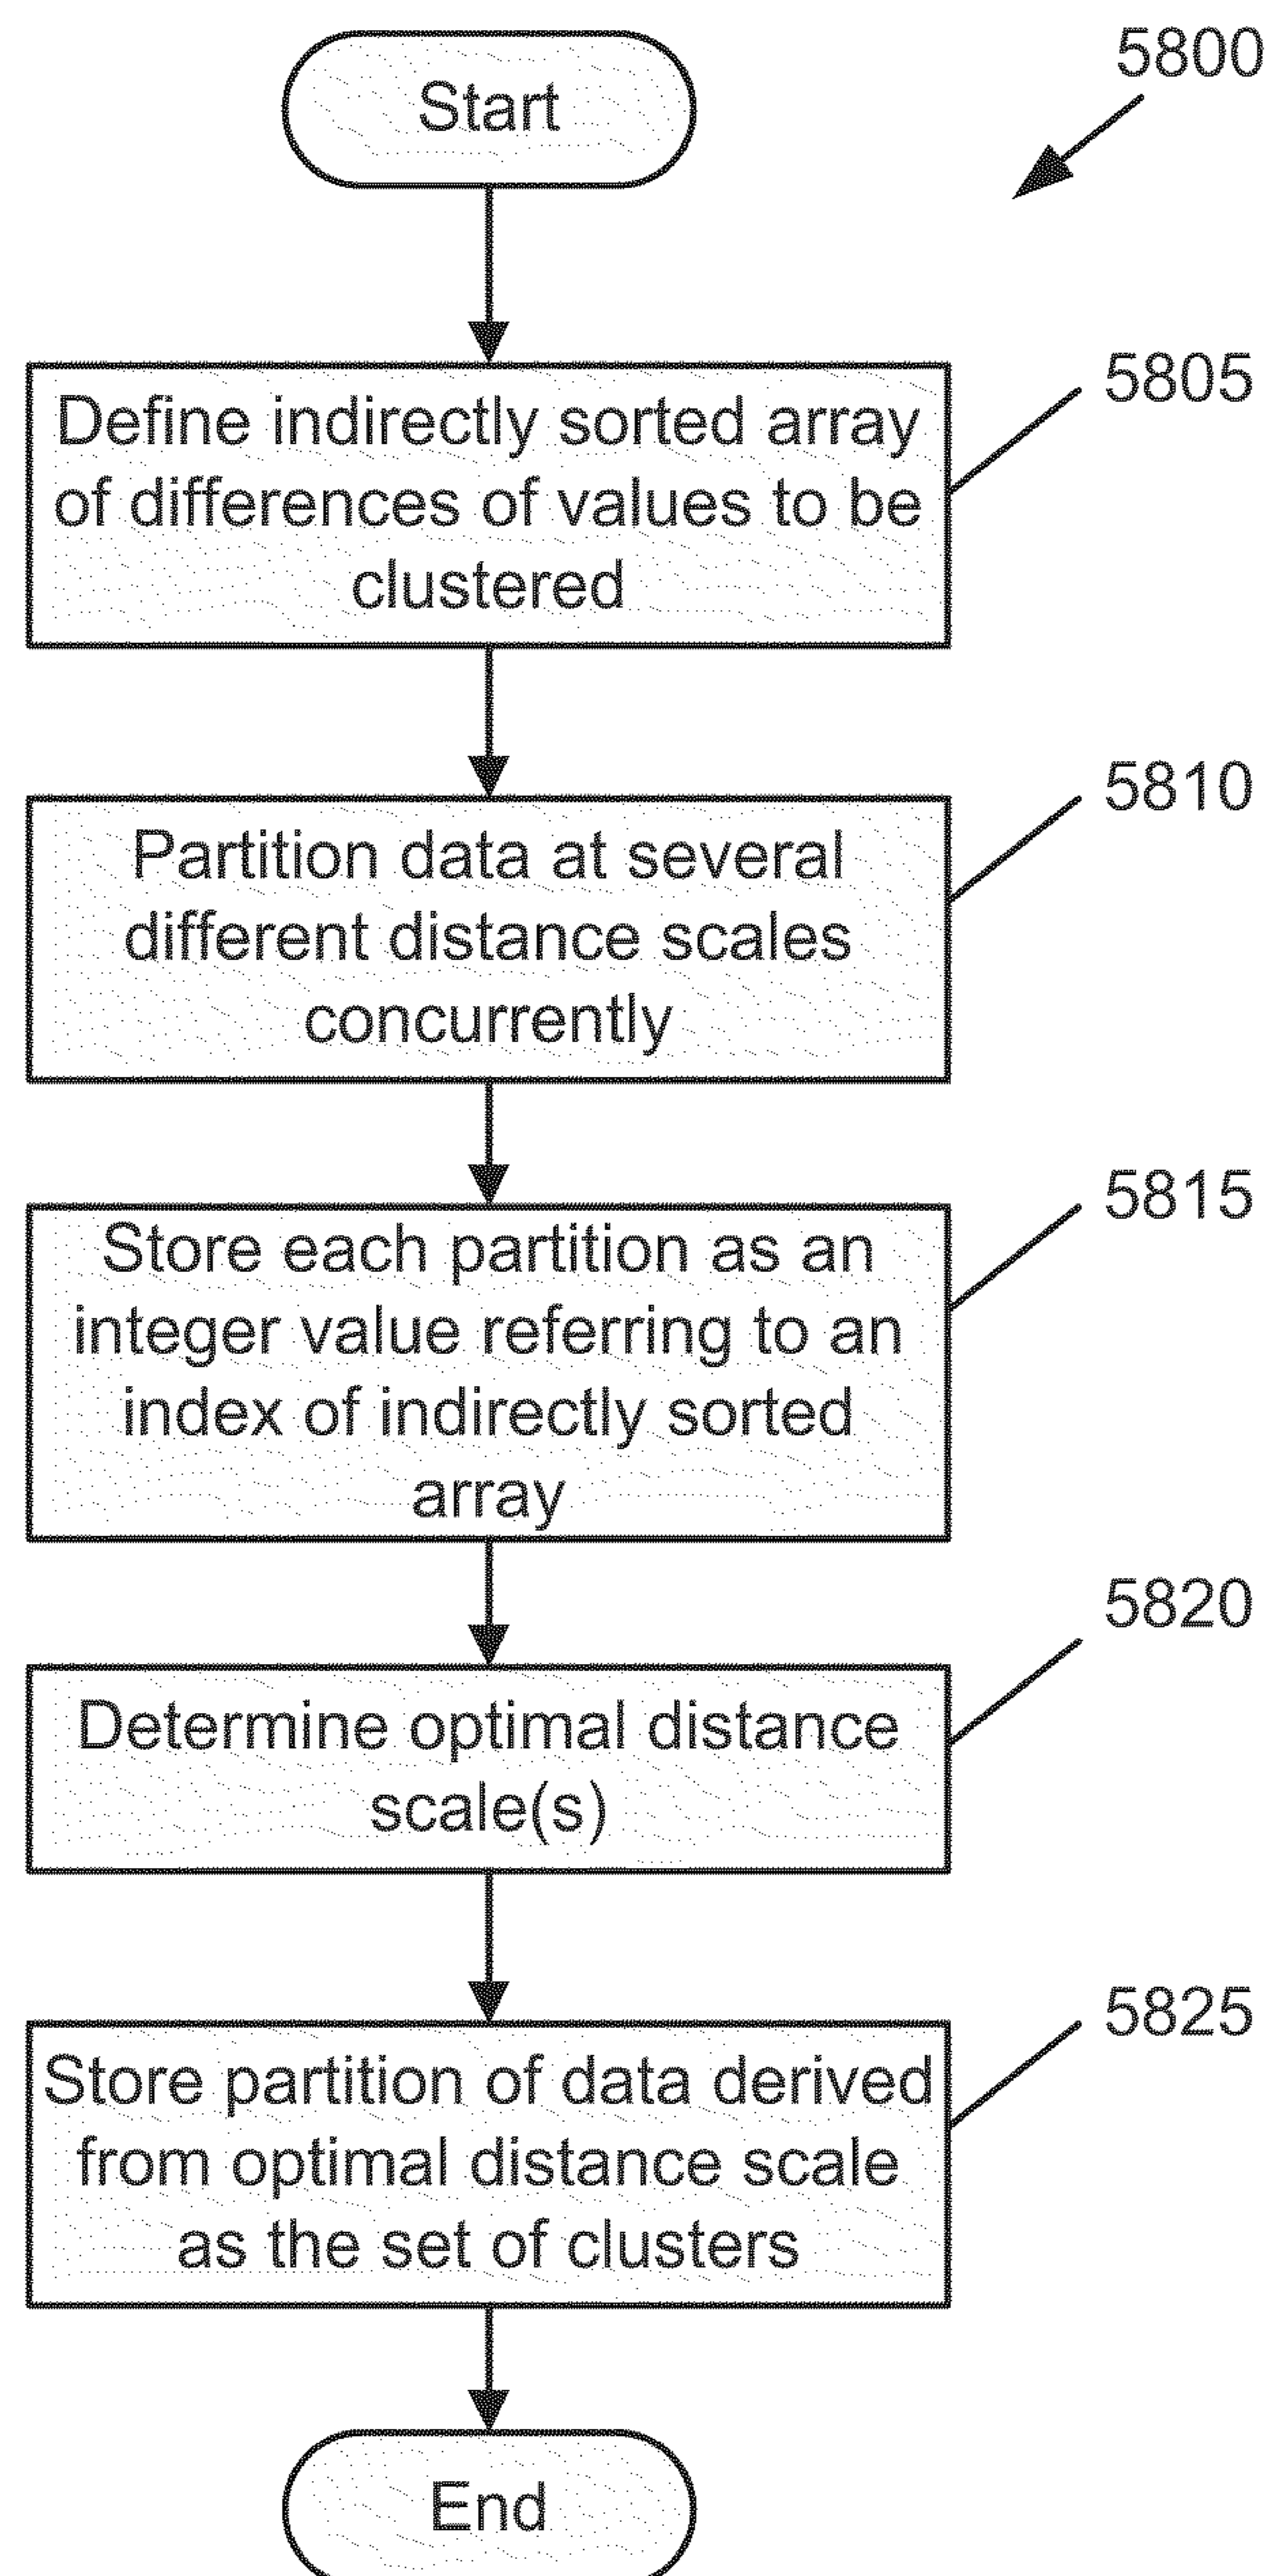 Start
5800
Define indirectly sorted array
of differences of values to be
clustered
5805
Partition data at several
different distance scales
concurrently
5810
Store each partition as an
integer value referring to an
index of indirectly sorted
array
5815
Determine optimal distance
scale(s)
5820
Store partition of data derived
from optimal distance scale
as the set of clusters
5825
End